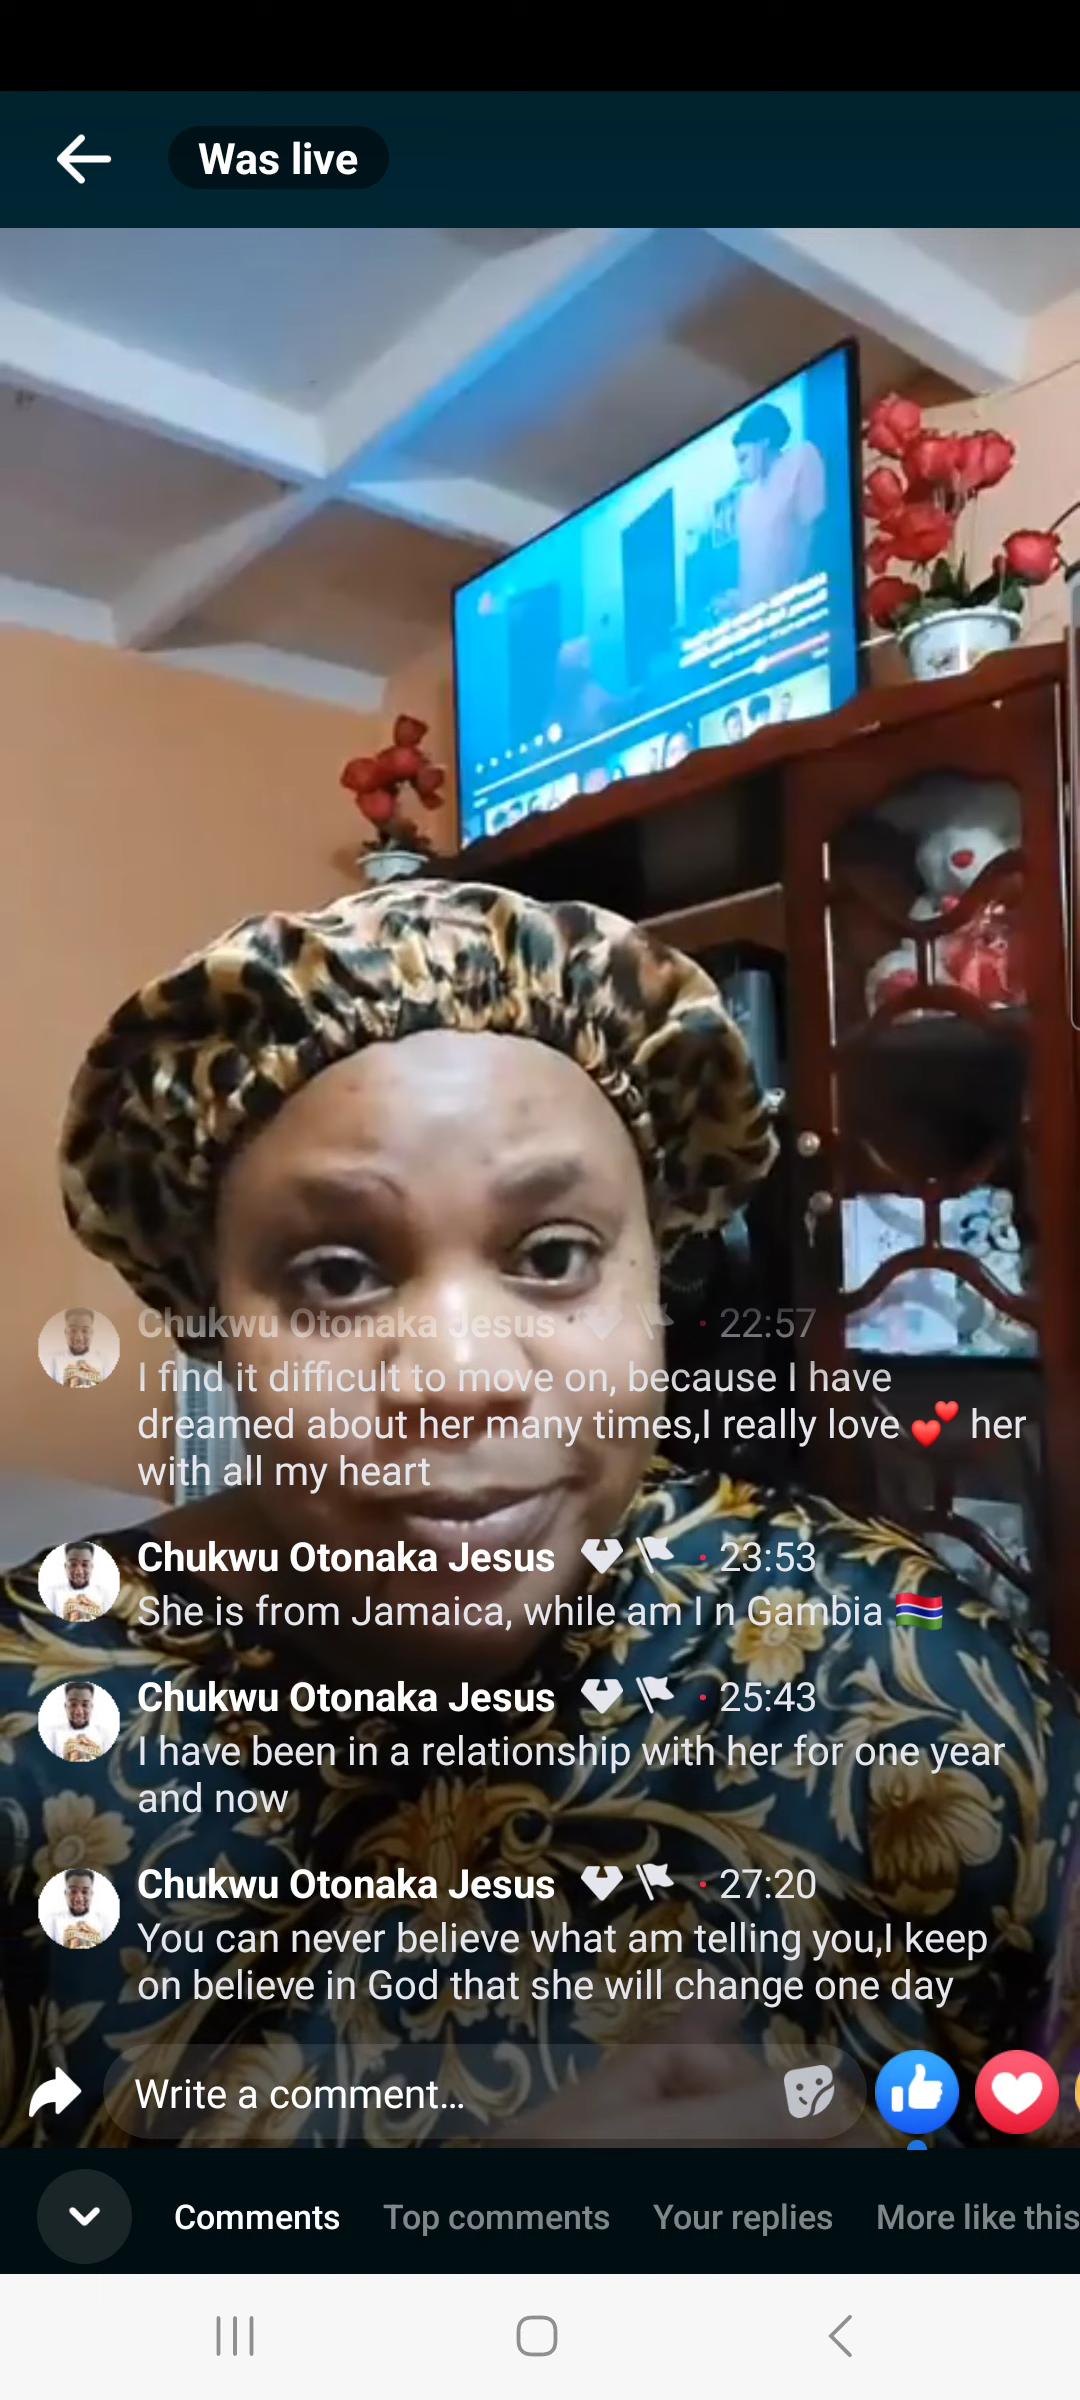 Was live
Chukwu Otonaka Jesus · 22:57
I find it difficult to move on, because I have
dreamed about her many times,I really love 💕 her
with all my heart
Chukwu Otonaka Jesus · 23:53
She is from Jamaica, while am I n Gambia 🇬🇲
Chukwu Otonaka Jesus · 25:43
I have been in a relationship with her for one year
and now
Chukwu Otonaka Jesus · 27:20
You can never believe what am telling you,I keep
on believe in God that she will change one day
Write a comment...
Comments Top comments Your replies More like this